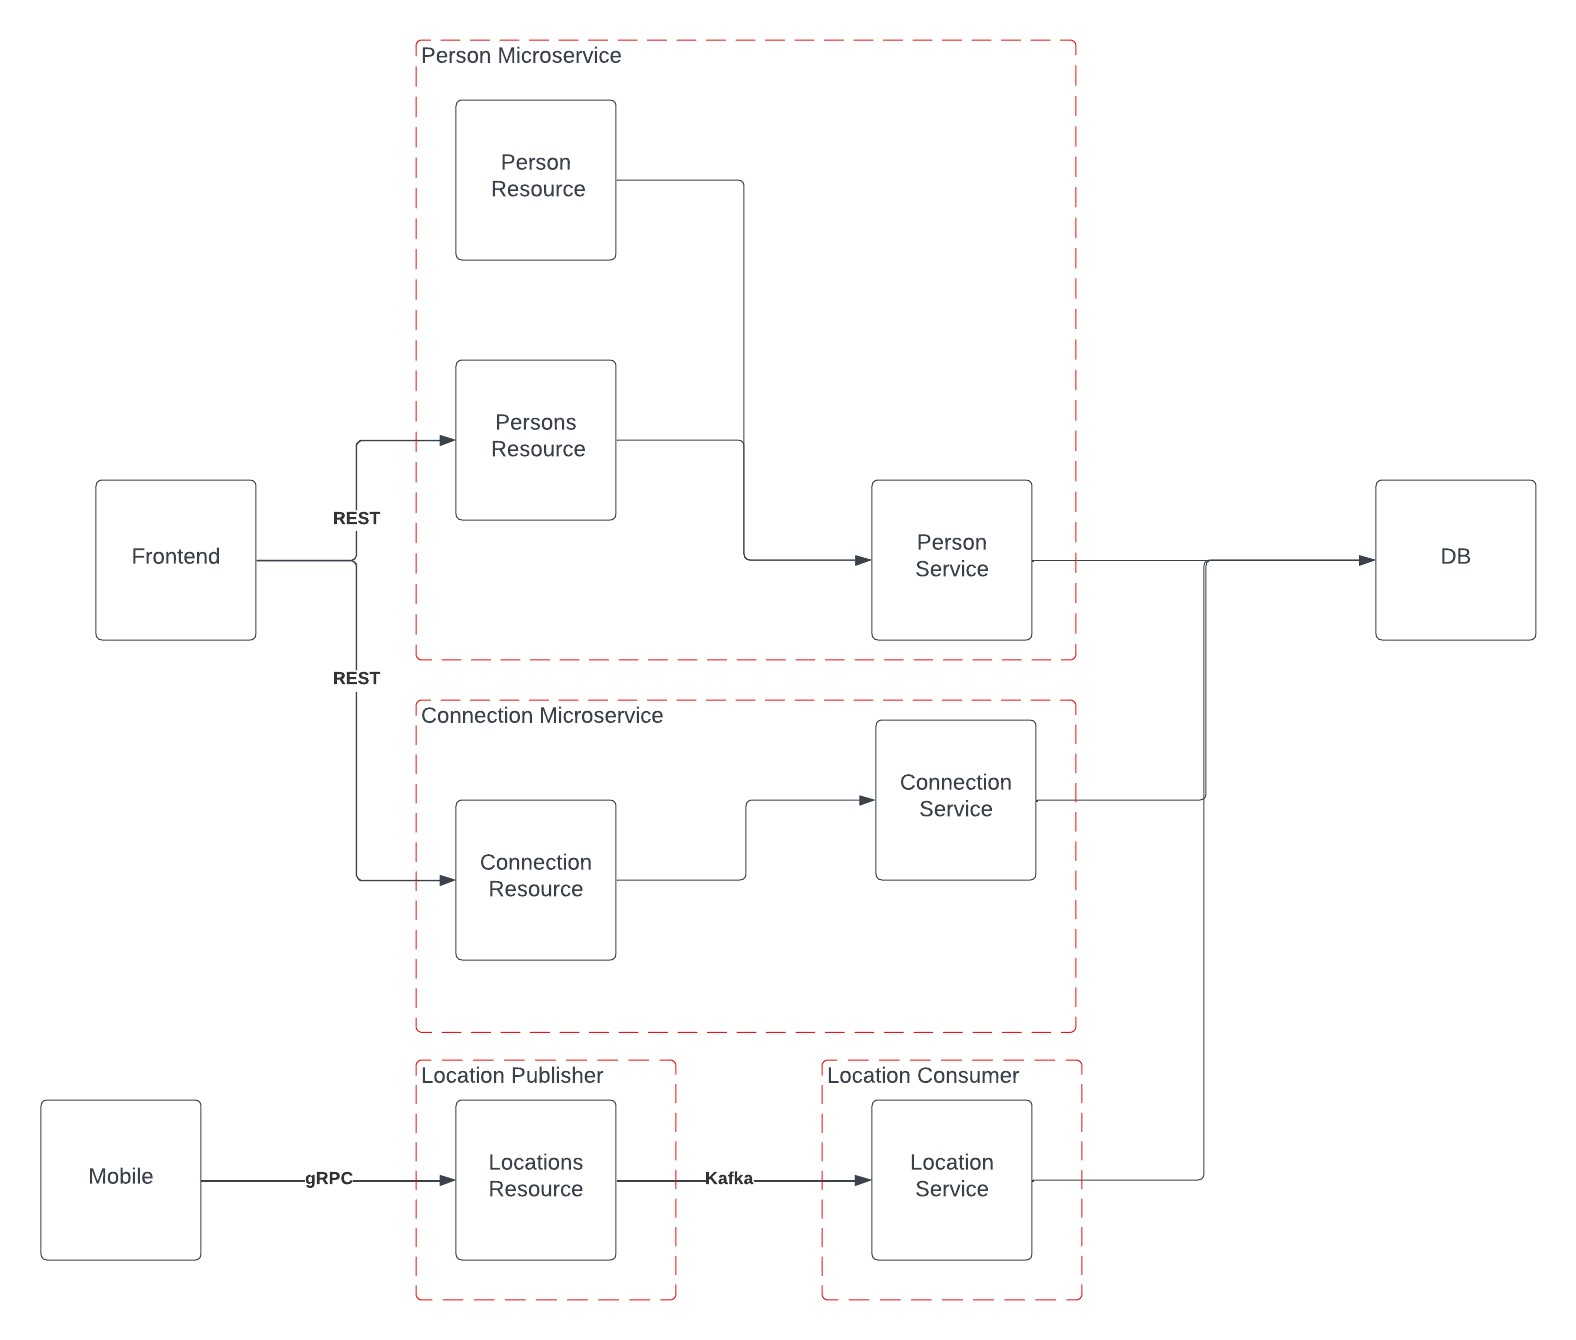 Person Microservice
Person
Resource
Persons
Resource
REST
Frontend
Person
Service
DB
REST
Connection Microservice
Connection
Service
Connection
Resource
Location Publisher
Location Consumer
Mobile
gRPC
Locations
Resource
Kafka
Location
Service